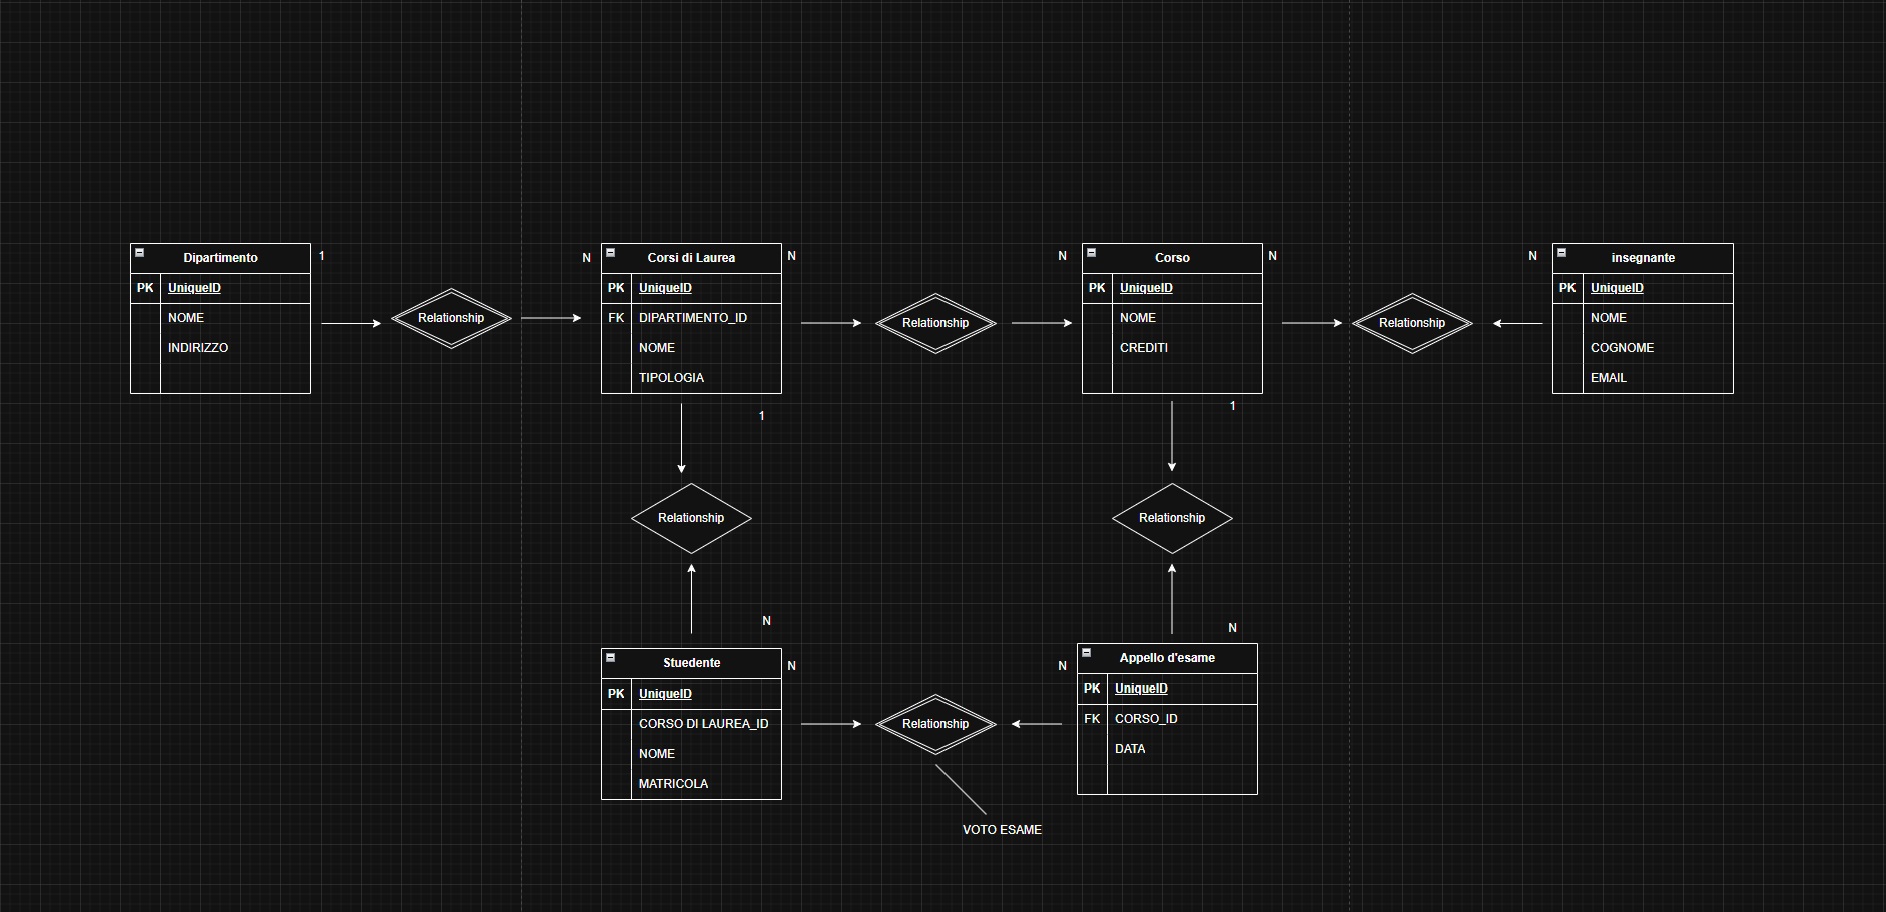 Dipartimento
1
PK UniqueID
NOME
INDIRIZZO
Relationship
N
Corsi di Laurea
N
PK UniqueID
FK DIPARTIMENTO_ID
NOME
TIPOLOGIA
1
Relationship
N
Corso
N
PK UniqueID
NOME
CREDITI
1
Relationship
N
insegnante
PK UniqueID
NOME
COGNOME
EMAIL
Relationship
Relationship
N
N
Stuedente
N
PK UniqueID
CORSO DI LAUREA_ID
NOME
MATRICOLA
Relationship
VOTO ESAME
N
Appello d'esame
PK UniqueID
FK CORSO_ID
DATA